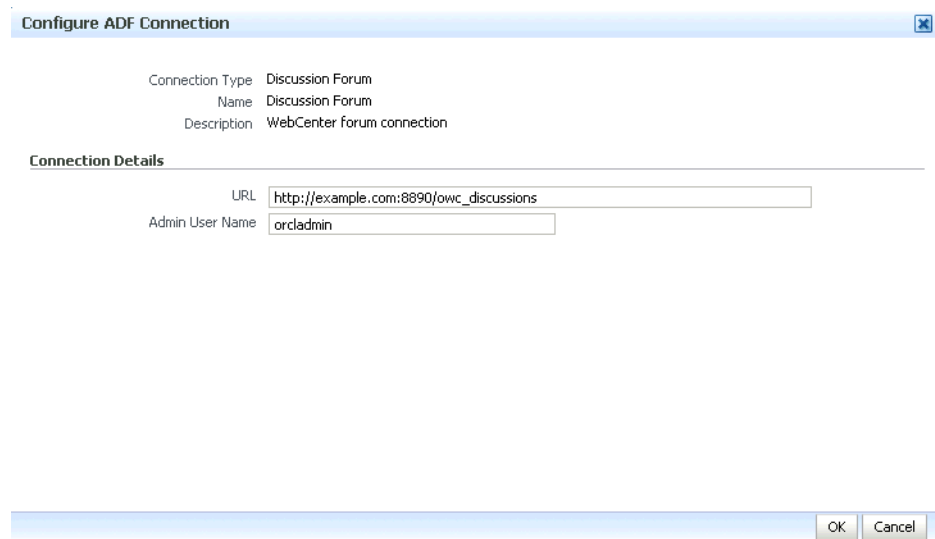 Configure ADF Connection
Connection Type Discussion Forum
Name Discussion Forum
Description WebCenter forum connection
Connection Details
URL http://example.com:8890/owc_discussions
Admin User Name orcladmin
OK Cancel